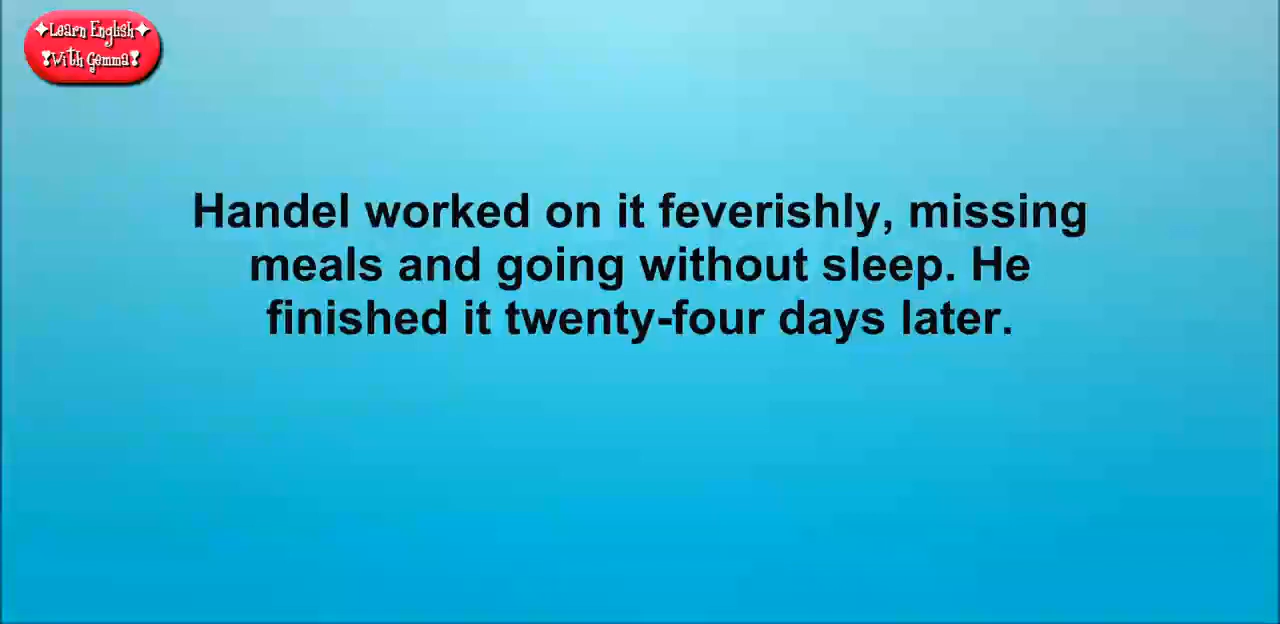 Learn English
With Gemma
Handel worked on it feverishly, missing
meals and going without sleep. He
finished it twenty-four days later.